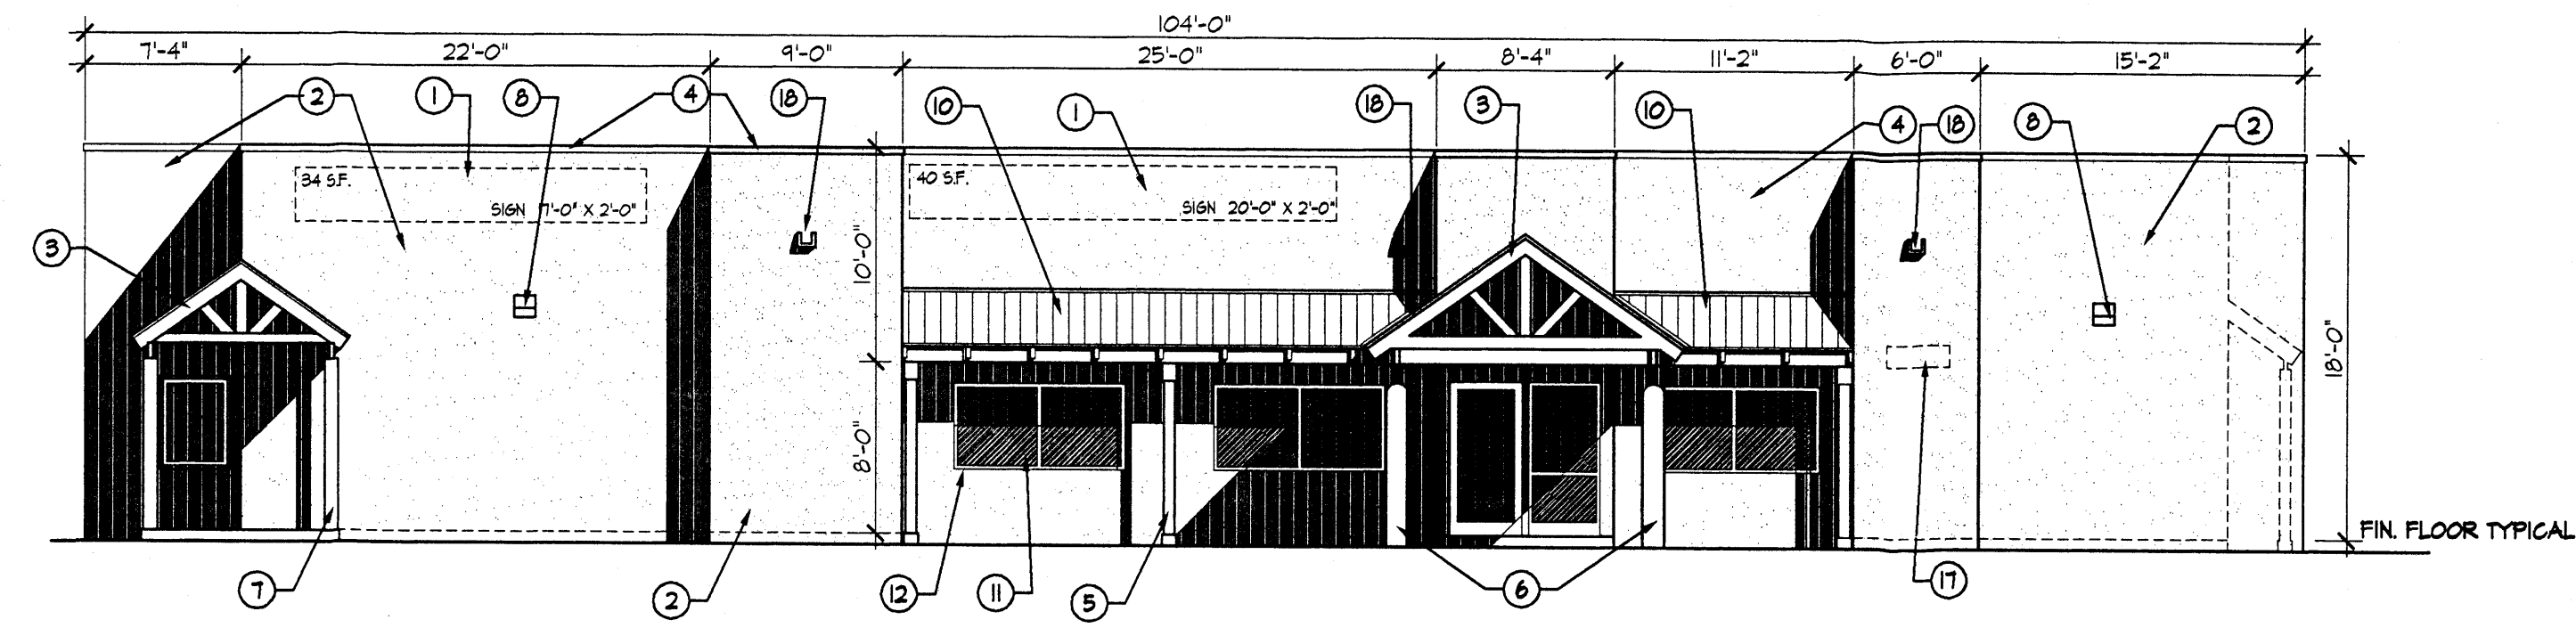 104'-0"
7'-4" 22'-0" 9'-0" 25'-0" 8'-4" 11'-2" 6'-0" 15'-2"
2 1 8 4 18 10 1 18 3 10 4 18 8 2
34 S.F.
SIGN 17'-0" X 2'-0"
40 S.F.
SIGN 20'-0" X 2'-0"
3
10'-0"
18'-0"
8'-0"
FIN. FLOOR TYPICAL
7 2 12 11 5 6 17